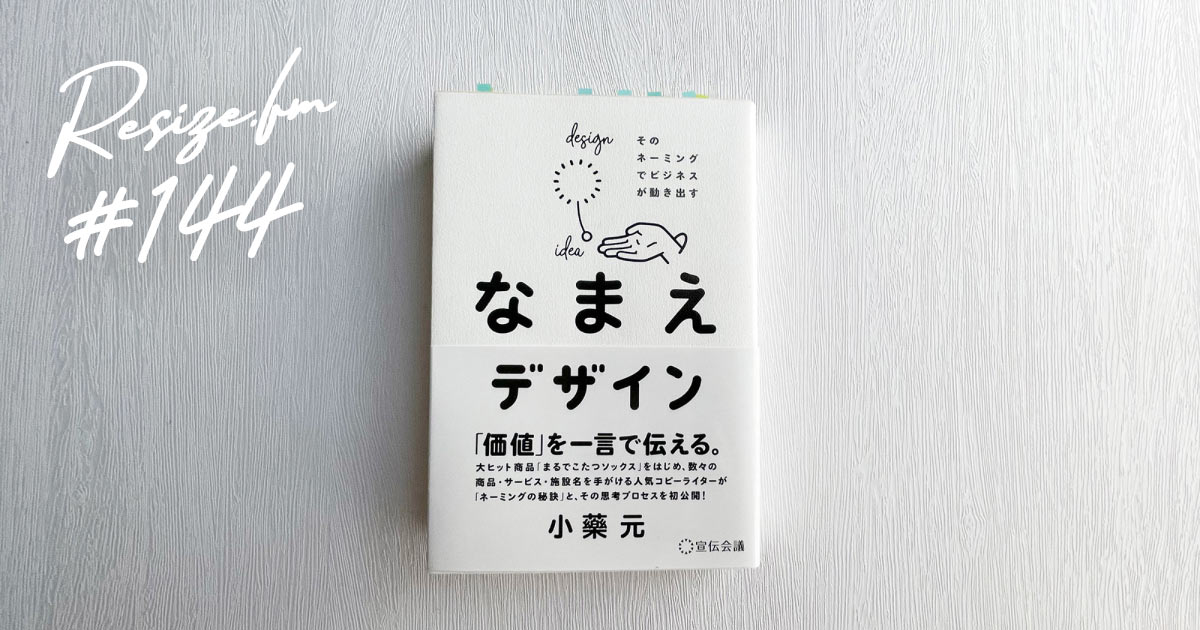 Resize.fm
#144
design
その
ネーミング
でビジネス
が動き出す
idea
なまえ
デザイン
「価値」を一言で伝える。
大ヒット商品「まるでこたつソックス」をはじめ、数々の
商品・サービス・施設名を手がける人気コピーライターが
「ネーミングの秘訣」と、その思考プロセスを初公開！
小藥 元
宣伝会議